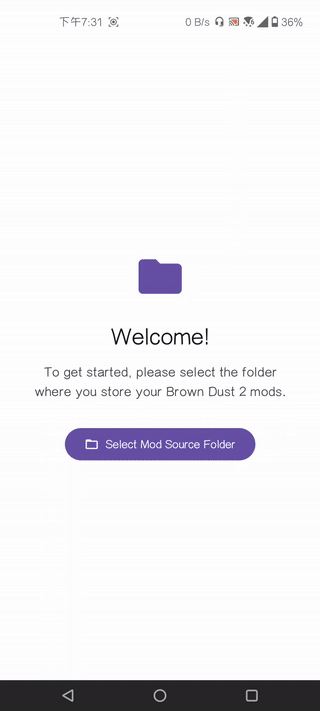 下午7:31 0 B/s 36%
Welcome!
To get started, please select the folder
where you store your Brown Dust 2 mods.
Select Mod Source Folder